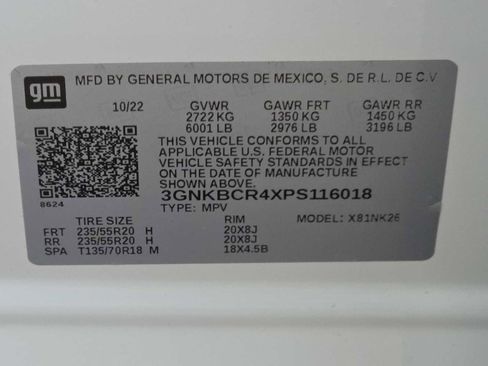 gm
MFD BY GENERAL MOTORS DE MEXICO, S. DE R.L. DE C.V
10/22 GVWR GAWR FRT GAWR RR
2722 KG 1350 KG 1450 KG
6001 LB 2976 LB 3196 LB
THIS VEHICLE CONFORMS TO ALL
APPLICABLE U.S. FEDERAL MOTOR
VEHICLE SAFETY STANDARDS IN EFFECT
ON THE DATE OF MANUFACTURE
SHOWN ABOVE.
8624
3GNKBCR4XPS116018
TYPE: MPV MODEL: X81NK26
TIRE SIZE RIM
FRT 235/55R20 H 20X8J
RR 235/55R20 H 20X8J
SPA T135/70R18 M 18X4.5B